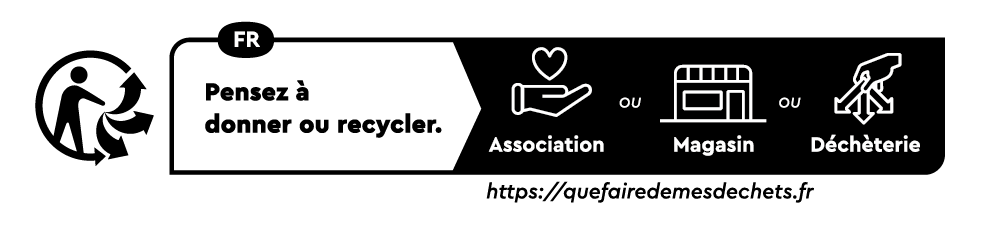 FR
Pensez à
donner ou recycler.
Association
ou
Magasin
ou
Déchèterie
https://quefairedemesdechets.fr